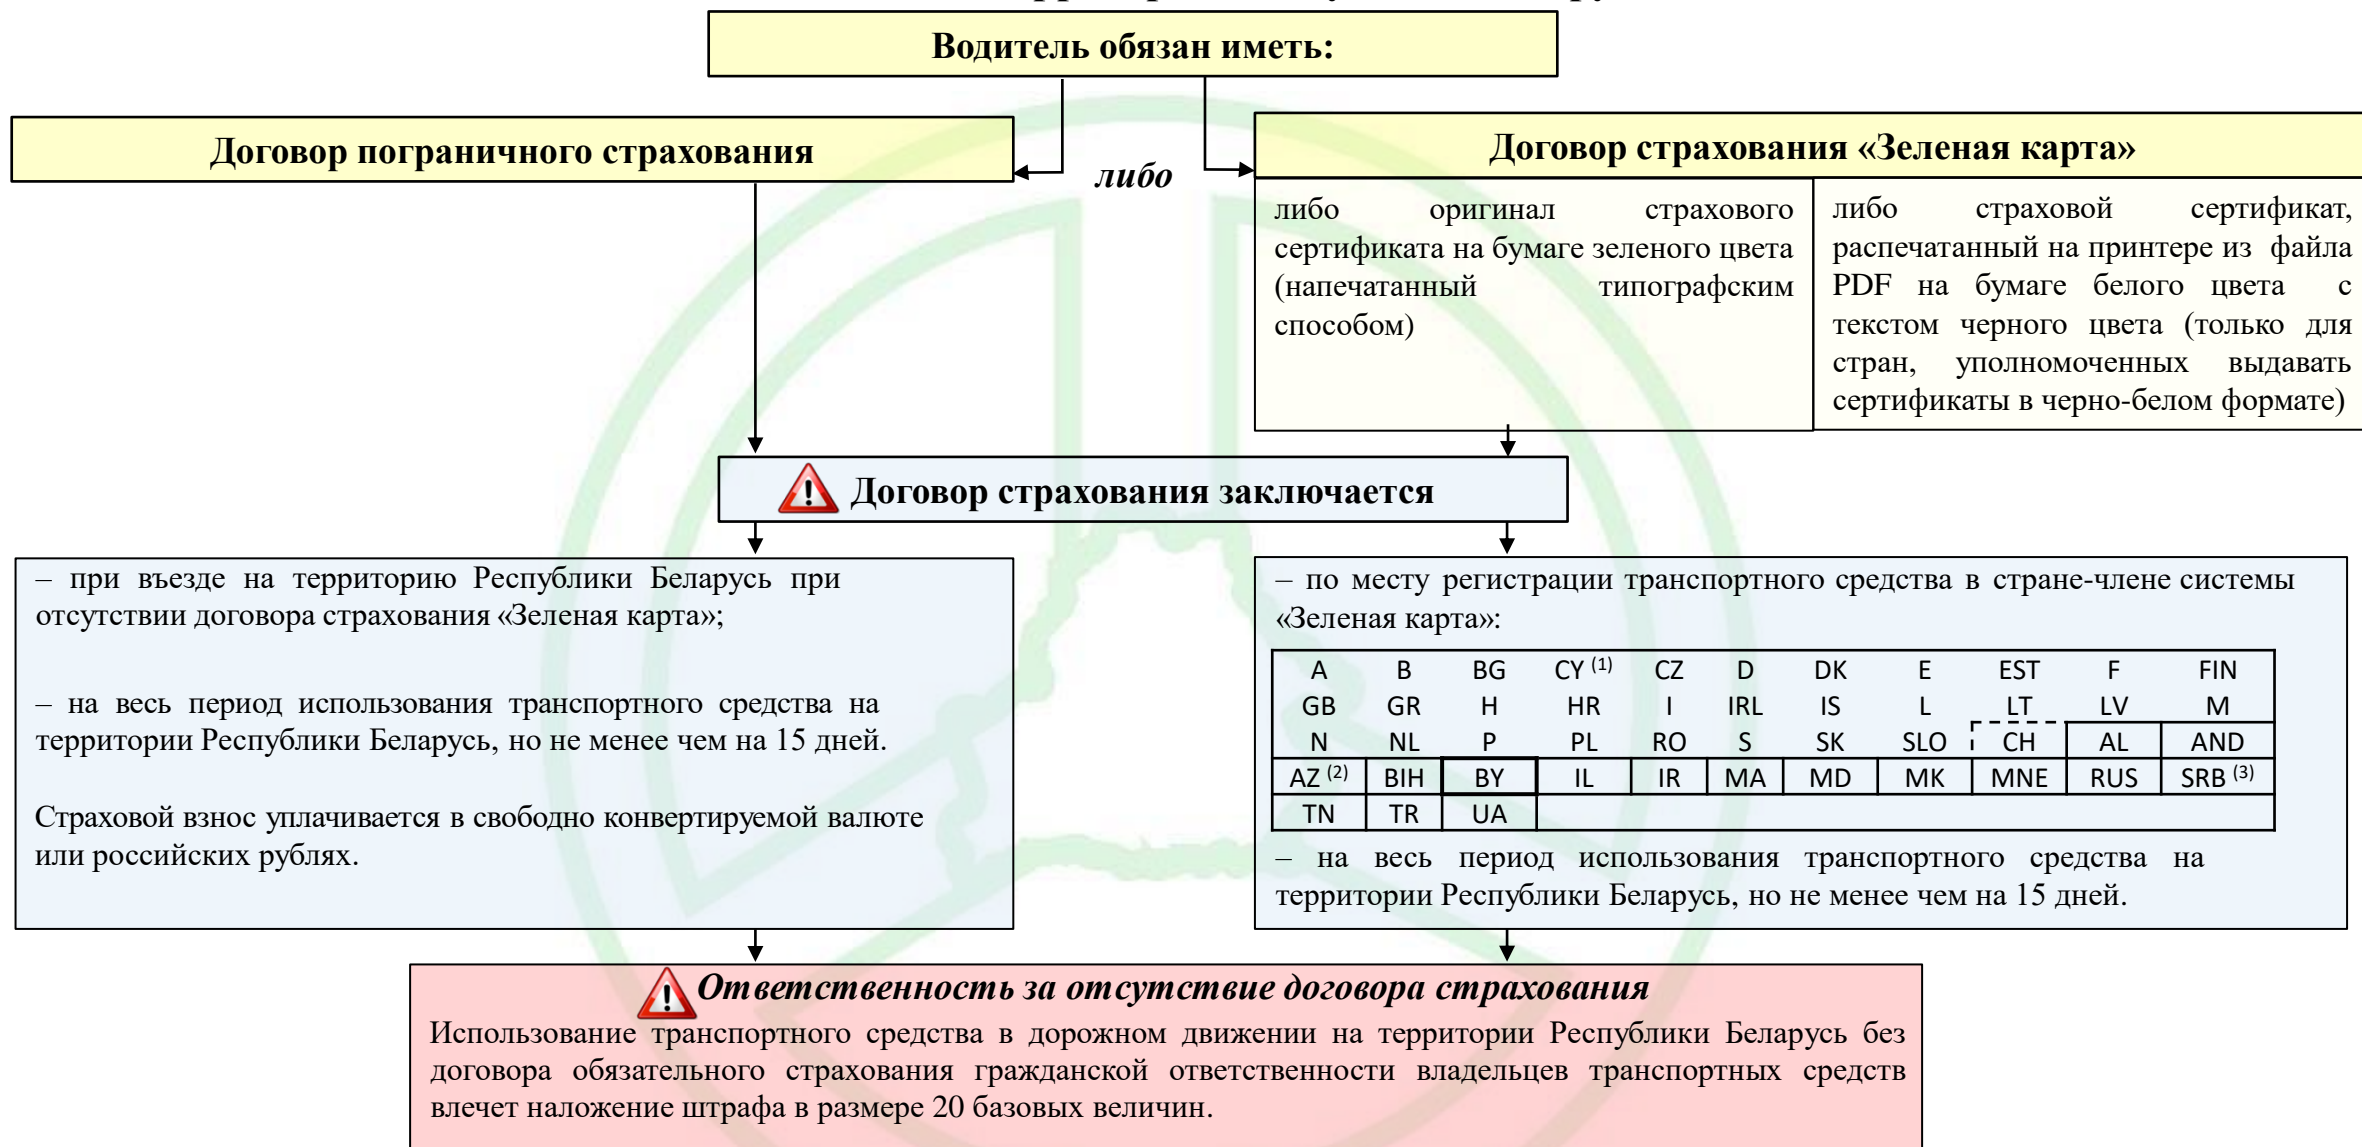 Водитель обязан иметь:
Договор пограничного страхования
либо
Договор страхования «Зеленая карта»
либо оригинал страхового
сертификата на бумаге зеленого цвета
(напечатанный типографским
способом)
либо страховой сертификат,
распечатанный на принтере из файла
PDF на бумаге белого цвета с
текстом черного цвета (только для
стран, уполномоченных выдавать
сертификаты в черно-белом формате)
Договор страхования заключается
– при въезде на территорию Республики Беларусь при
отсутствии договора страхования «Зеленая карта»;
– на весь период использования транспортного средства на
территории Республики Беларусь, но не менее чем на 15 дней.
Страховой взнос уплачивается в свободно конвертируемой валюте
или российских рублях.
– по месту регистрации транспортного средства в стране-члене системы
«Зеленая карта»:
A B BG CY (1) CZ D DK E EST F FIN
GB GR H HR I IRL IS L LT LV M
N NL P PL RO S SK SLO CH AL AND
AZ (2) BIH BY IL IR MA MD MK MNE RUS SRB (3)
TN TR UA
– на весь период использования транспортного средства на
территории Республики Беларусь, но не менее чем на 15 дней.
Ответственность за отсутствие договора страхования
Использование транспортного средства в дорожном движении на территории Республики Беларусь без
договора обязательного страхования гражданской ответственности владельцев транспортных средств
влечет наложение штрафа в размере 20 базовых величин.